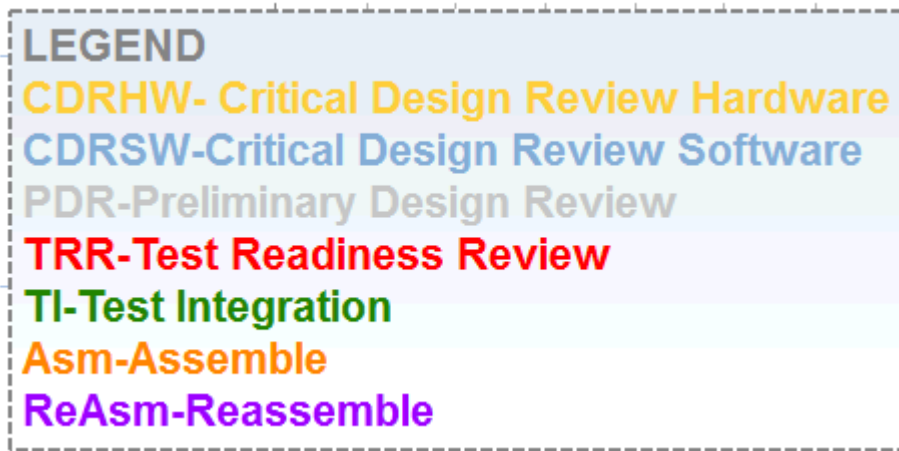 LEGEND
CDRHW- Critical Design Review Hardware
CDRSW-Critical Design Review Software
PDR-Preliminary Design Review
TRR-Test Readiness Review
TI-Test Integration
Asm-Assemble
ReAsm-Reassemble